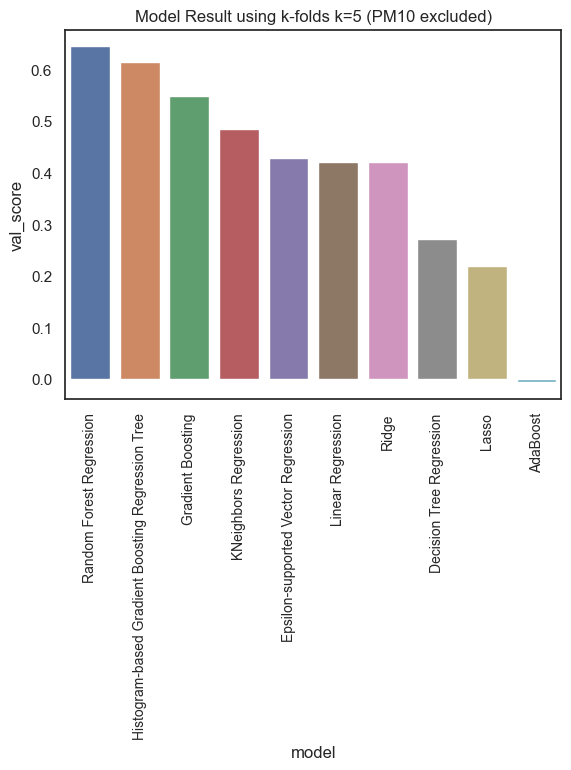 Model Result using k-folds k=5 (PM10 excluded)
val_score
0.6
0.5
0.4
0.3
0.2
0.1
0.0
Random Forest Regression
Histogram-based Gradient Boosting Regression Tree
Gradient Boosting
KNeighbors Regression
Epsilon-supported Vector Regression
Linear Regression
Ridge
Decision Tree Regression
Lasso
AdaBoost
model